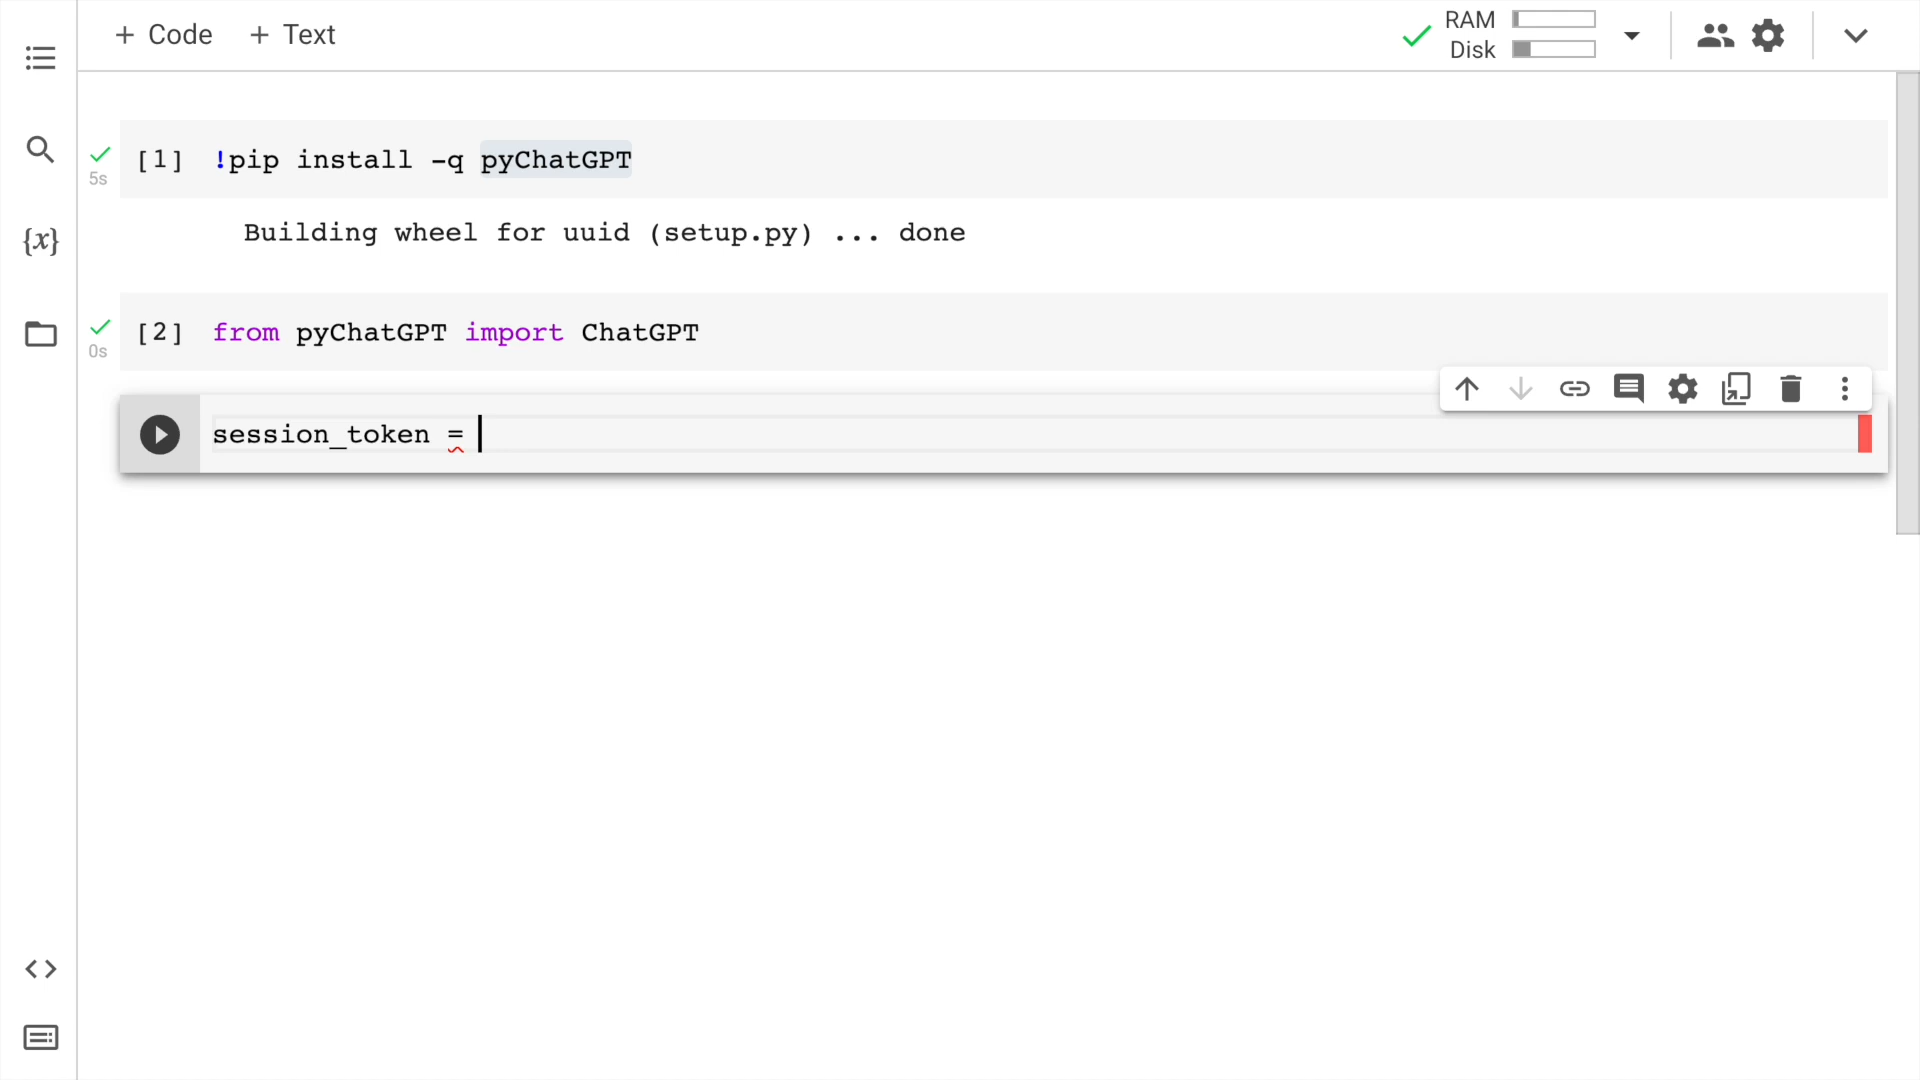 + Code + Text
RAM
Disk
[1] !pip install -q pyChatGPT
5s
Building wheel for uuid (setup.py) ... done
[2] from pyChatGPT import ChatGPT
0s
session_token =
{x}